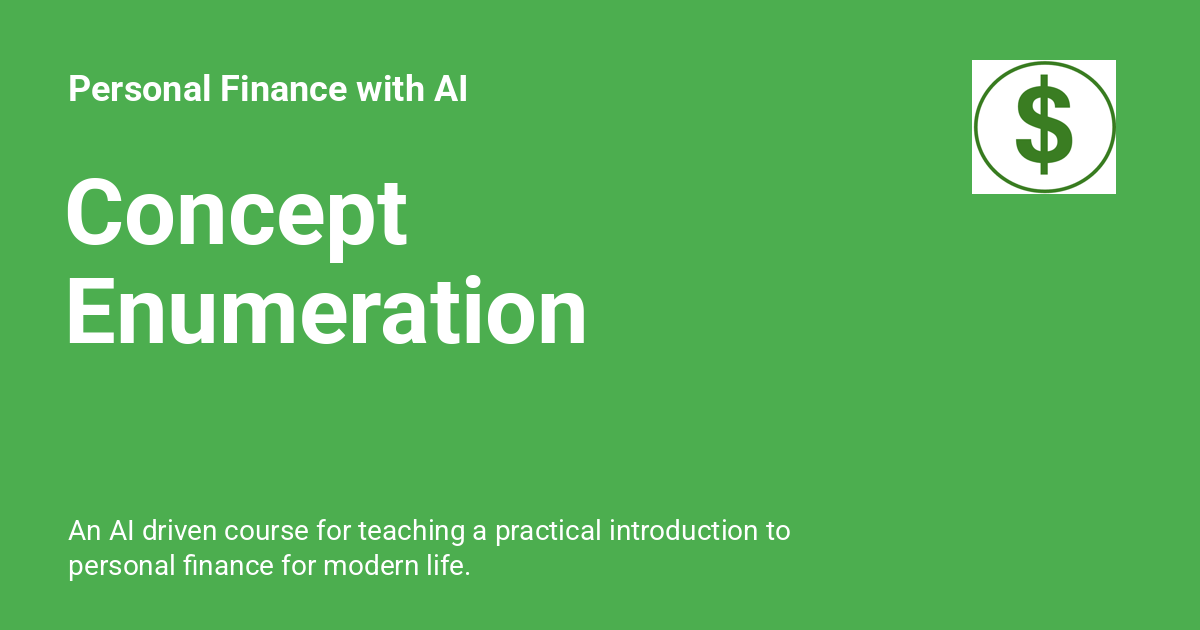 Personal Finance with AI
$
Concept
Enumeration
An AI driven course for teaching a practical introduction to
personal finance for modern life.